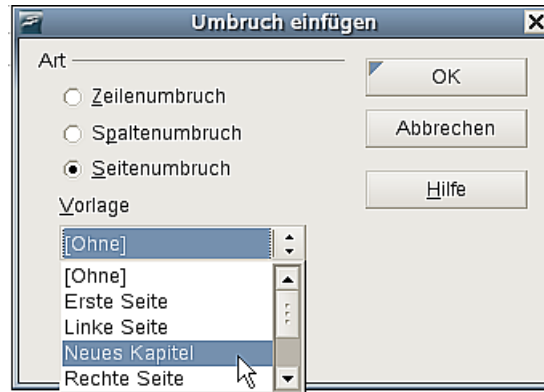 Umbruch einfügen
Art
Zeilenumbruch
Spaltenumbruch
Seitenumbruch
Vorlage
[Ohne]
[Ohne]
Erste Seite
Linke Seite
Neues Kapitel
Rechte Seite
OK
Abbrechen
Hilfe